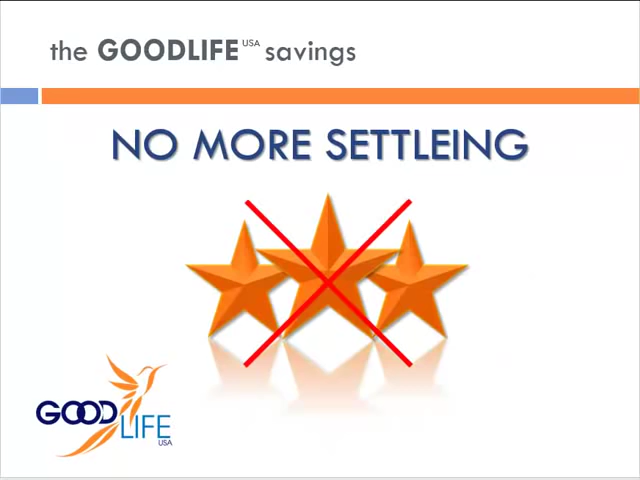 the GOODLIFE USA savings
NO MORE SETTLEING
GOOD LIFE
USA